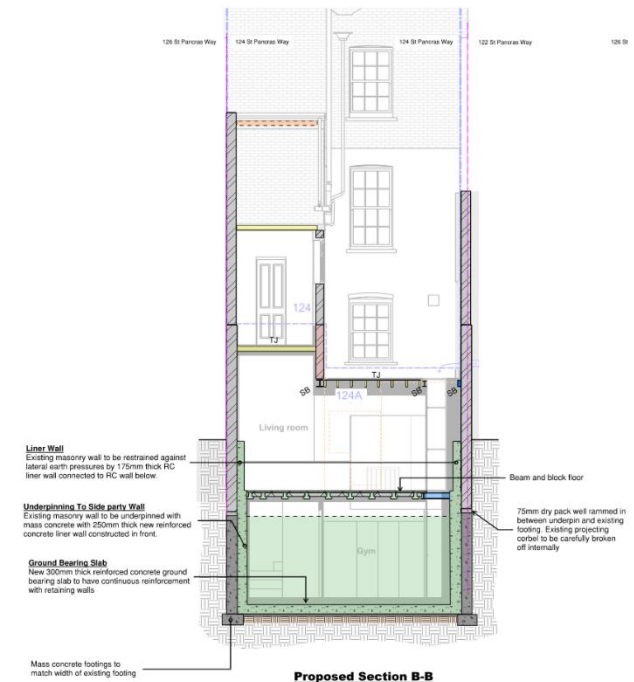 126 St Pancras Way
124 St Pancras Way
124 St Pancras Way
122 St Pancras Way
126 St
124
TJ
TJ
SB
SB
SB
124A
Living room
Liner Wall
Existing masonry wall to be restrained against
lateral earth pressures by 175mm thick RC
liner wall connected to RC wall below.
Beam and block floor
Underpinning To Side party Wall
Existing masonry wall to be underpinned with
mass concrete with 250mm thick new reinforced
concrete liner wall constructed in front.
75mm dry pack well rammed in
between underpin and existing
footing. Existing projecting
corbel to be carefully broken
off internally
Gym
Ground Bearing Slab
New 300mm thick reinforced concrete ground
bearing slab to have continuous reinforcement
with retaining walls
Mass concrete footings to
match width of existing footing
Proposed Section B-B